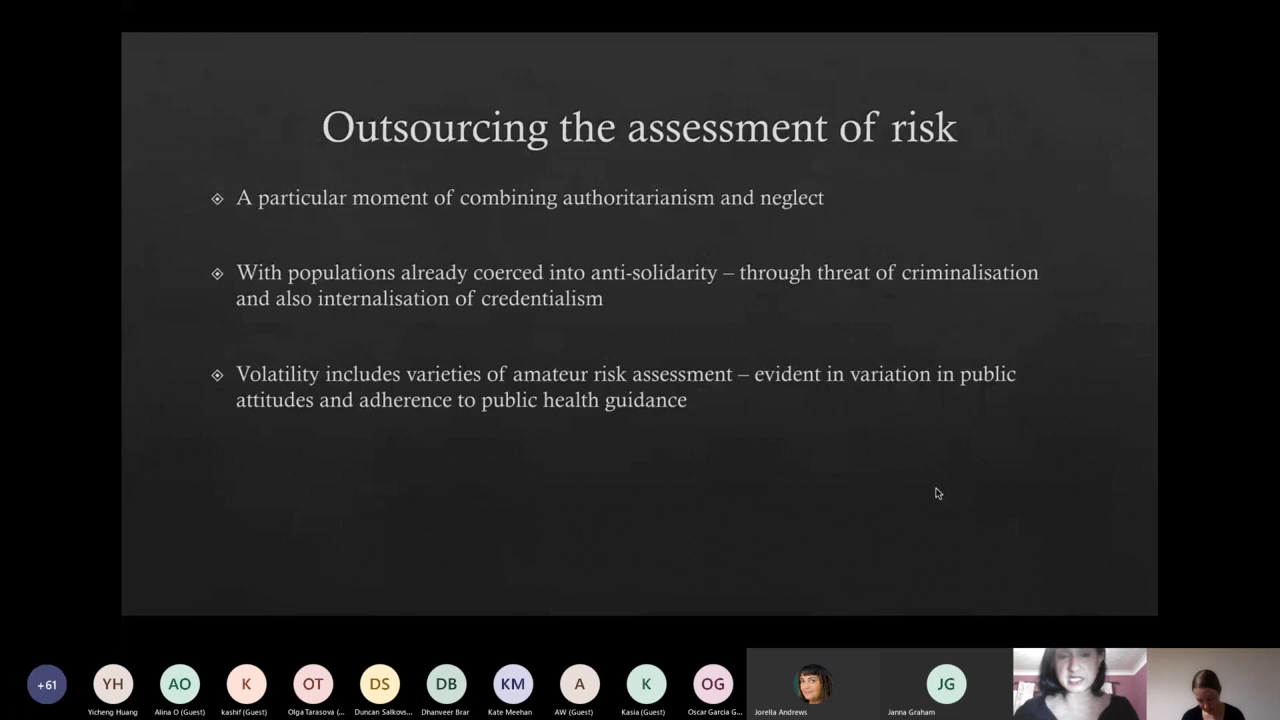 Outsourcing the assessment of risk
A particular moment of combining authoritarianism and neglect
With populations already coerced into anti-solidarity – through threat of criminalisation
and also internalisation of credentialism
Volatility includes varieties of amateur risk assessment – evident in variation in public
attitudes and adherence to public health guidance
+61
YH
AO
K
OT
DS
DB
KM
A
K
OG
JG
Yicheng Huang
Alina O (Guest)
kashif (Guest)
Olga Tarasova (...
Duncan Salkovs...
Dhanveer Brar
Kate Meehan
AW (Guest)
Kasia (Guest)
Oscar Garcia G...
Jorella Andrews
Janna Graham